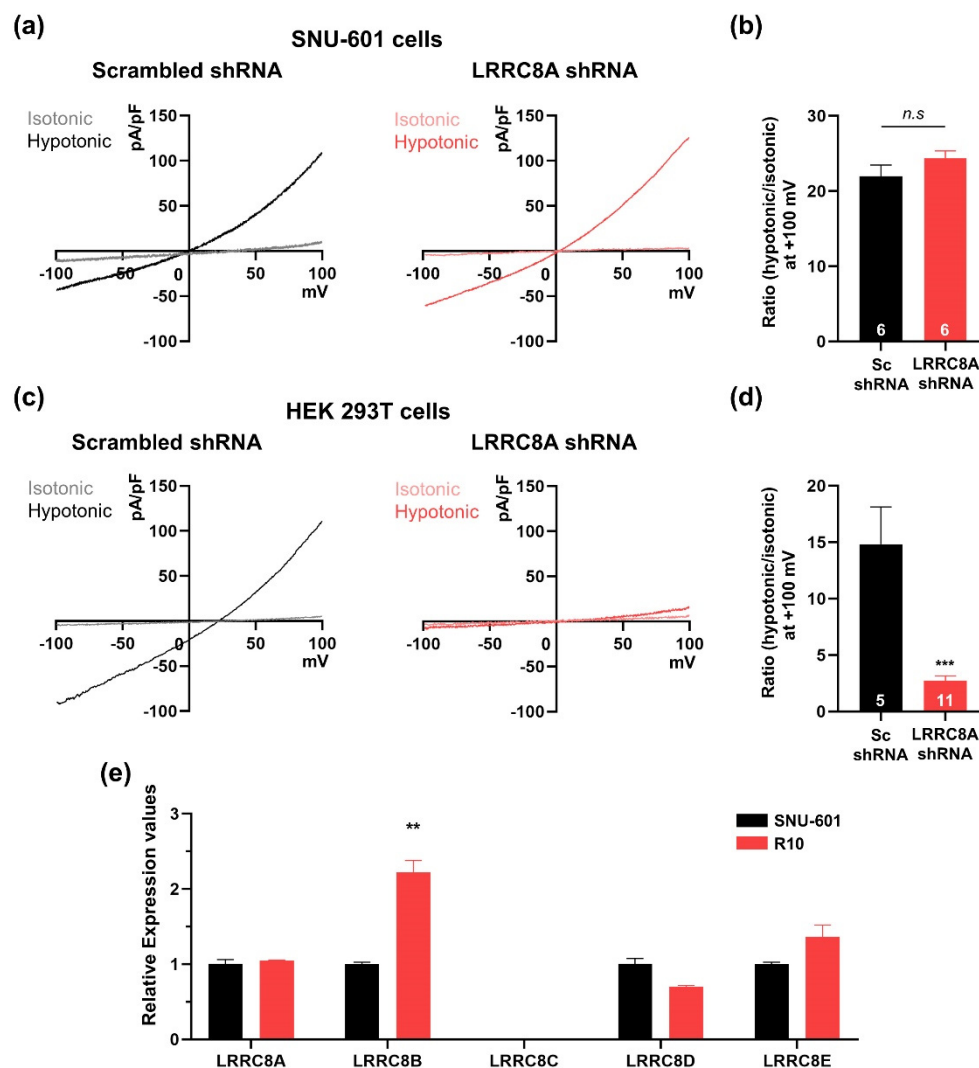 (a)
SNU-601 cells
Scrambled shRNA
Isotonic
Hypotonic
pA/pF
150
100
50
-100
-50
0
50
100
mV
-50
-100
LRRC8A shRNA
Isotonic
Hypotonic
pA/pF
150
100
50
-100
-50
0
50
100
mV
-50
-100
(b)
n.s
Ratio (hypotonic/isotonic)
at +100 mV
30
20
10
0
6
6
Sc
shRNA
LRRC8A
shRNA
(c)
HEK 293T cells
Scrambled shRNA
Isotonic
Hypotonic
pA/pF
150
100
50
-100
-50
0
50
100
mV
-50
-100
LRRC8A shRNA
Isotonic
Hypotonic
pA/pF
150
100
50
-100
-50
0
50
100
mV
-50
-100
(d)
Ratio (hypotonic/isotonic)
at +100 mV
20
15
10
5
0
***
5
11
Sc
shRNA
LRRC8A
shRNA
(e)
Relative Expression values
3
2
1
0
**
SNU-601
R10
LRRC8A
LRRC8B
LRRC8C
LRRC8D
LRRC8E